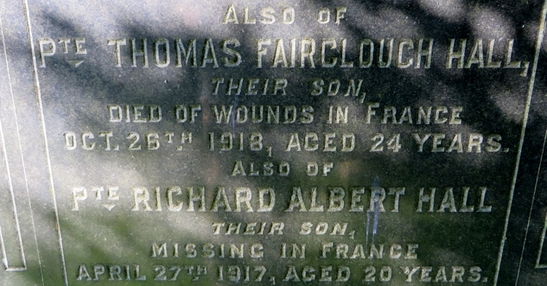 ALSO OF
PTE THOMAS FAIRCLOUGH HALL,
THEIR SON,
DIED OF WOUNDS IN FRANCE
OCT. 26TH 1918, AGED 24 YEARS.
ALSO OF
PTE RICHARD ALBERT HALL
THEIR SON,
MISSING IN FRANCE
APRIL 27TH 1917, AGED 20 YEARS.